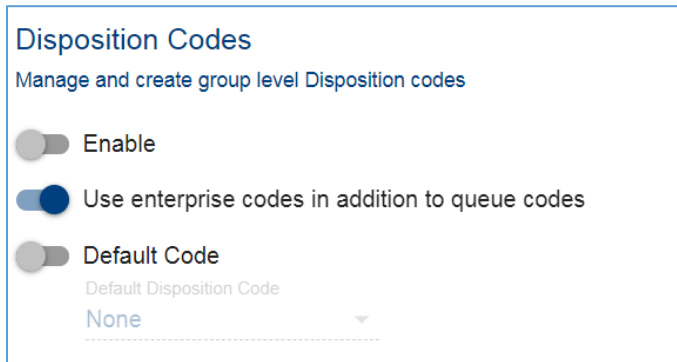 Disposition Codes
Manage and create group level Disposition codes
Enable
Use enterprise codes in addition to queue codes
Default Code
Default Disposition Code
None